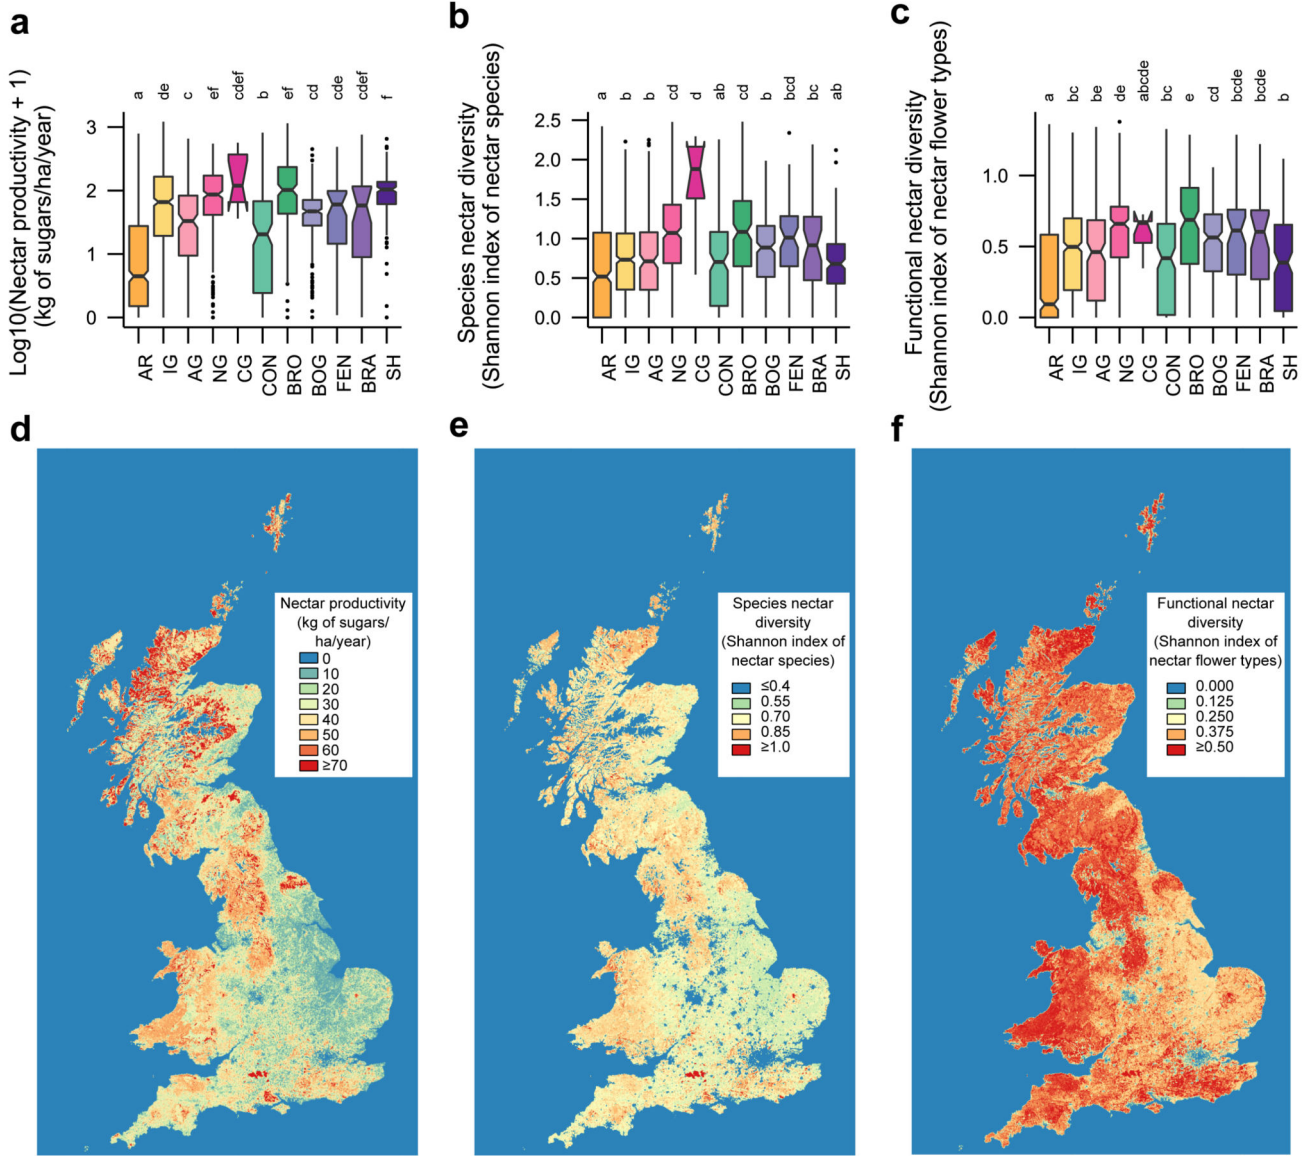 a
Log10(Nectar productivity + 1)
(kg of sugars/ha/year)
a de c ef cdef b ef cd cde cdef f
3
2
1
0
AR IG AG NG CG CON BRO BOG FEN BRA SH
b
Species nectar diversity
(Shannon index of nectar species)
a b b cd d ab cd b bcd bc ab
2.5
2.0
1.5
1.0
0.5
0.0
AR IG AG NG CG CON BRO BOG FEN BRA SH
c
Functional nectar diversity
(Shannon index of nectar flower types)
a bc be de abcde bc e cd bcde bcde b
1.0
0.5
0.0
AR IG AG NG CG CON BRO BOG FEN BRA SH
d
Nectar productivity
(kg of sugars/
ha/year)
0
10
20
30
40
50
60
≥70
e
Species nectar
diversity
(Shannon index of
nectar species)
≤0.4
0.55
0.70
0.85
≥1.0
f
Functional nectar
diversity
(Shannon index of
nectar flower types)
0.000
0.125
0.250
0.375
≥0.50